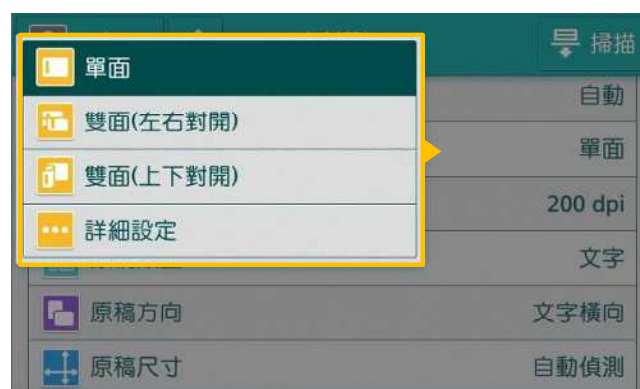 掃描
單面
雙面(左右對開)
雙面(上下對開)
詳細設定
自動
單面
200 dpi
文字
原稿方向
文字橫向
原稿尺寸
自動偵測